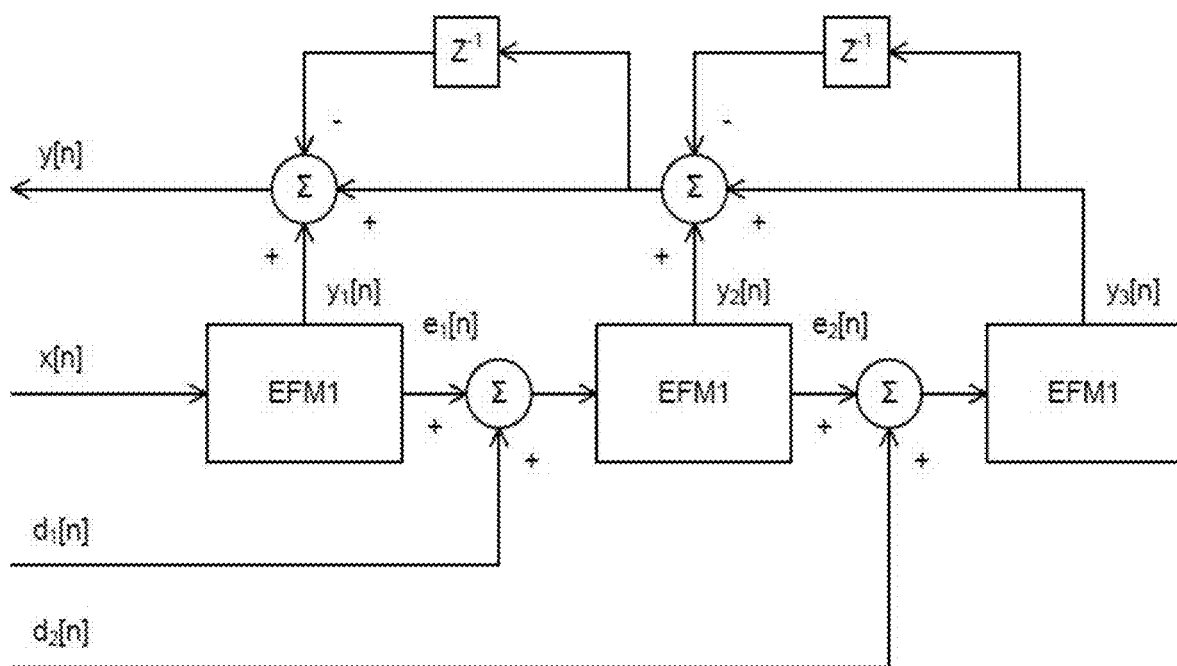 Z⁻¹ Z⁻¹
- -
y[n] Σ Σ
+ + + +
y₁[n] y₂[n] y₃[n]
e₁[n] e₂[n]
x[n] EFM1 Σ EFM1 Σ EFM1
+ + + +
d₁[n]
d₂[n]